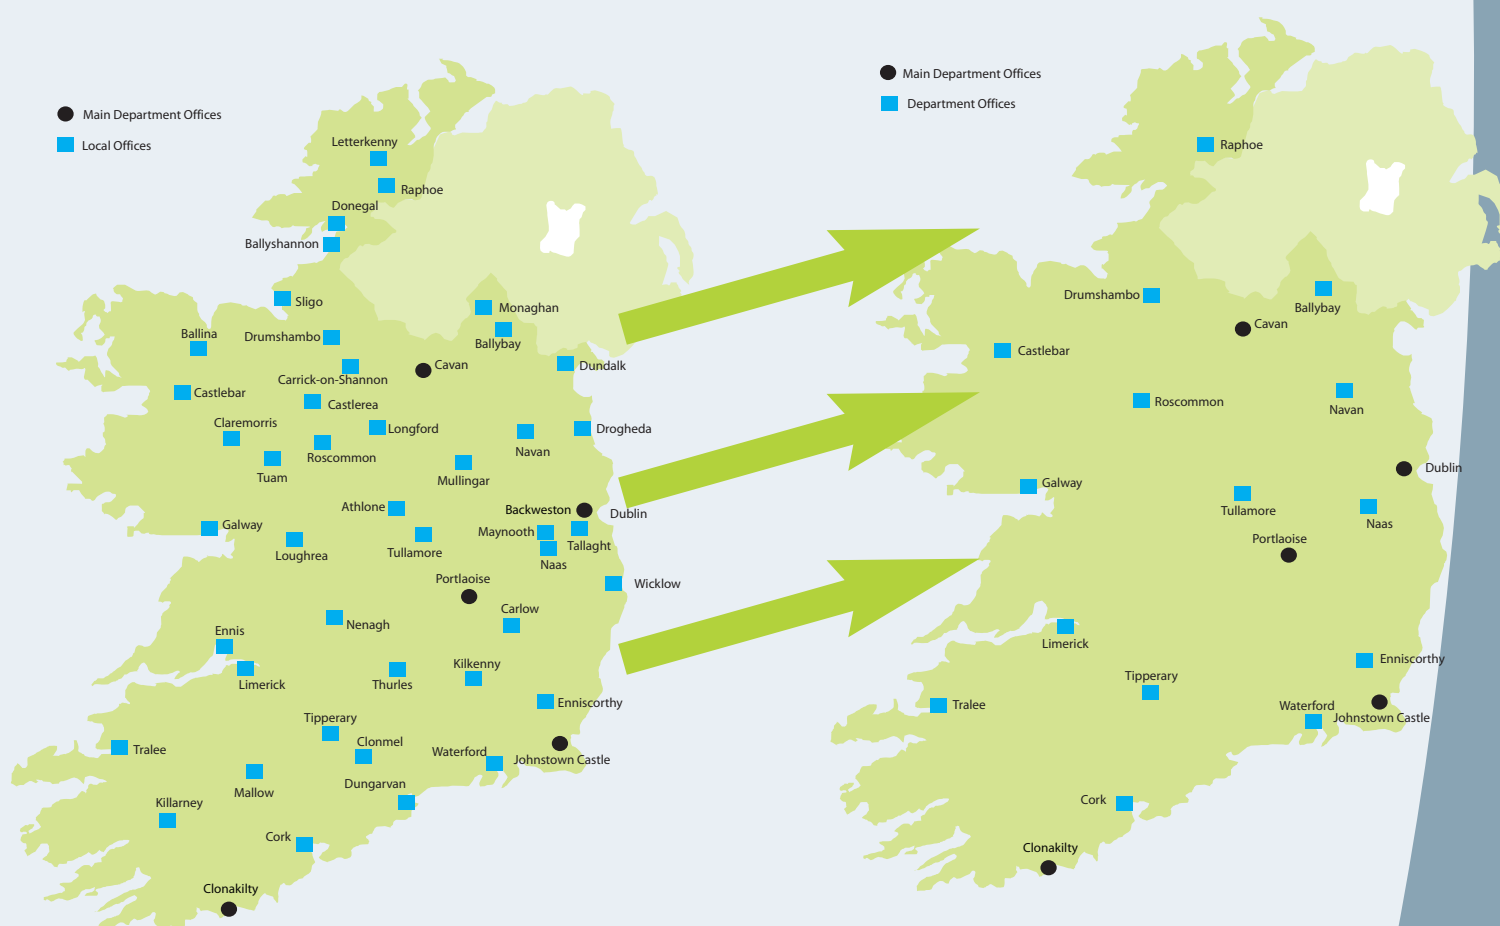 Main Department Offices
Local Offices
Letterkenny
Raphoe
Donegal
Ballyshannon
Sligo
Monaghan
Ballina
Drumshambo
Ballybay
Cavan
Dundalk
Carrick-on-Shannon
Castlebar
Castlerea
Claremorris
Longford
Drogheda
Navan
Roscommon
Tuam
Mullingar
Athlone
Backweston
Dublin
Galway
Maynooth
Tallaght
Loughrea
Tullamore
Naas
Portlaoise
Wicklow
Carlow
Nenagh
Ennis
Kilkenny
Limerick
Thurles
Enniscorthy
Tipperary
Clonmel
Tralee
Waterford
Johnstown Castle
Dungarvan
Mallow
Killarney
Cork
Clonakilty
Main Department Offices
Department Offices
Raphoe
Drumshambo
Ballybay
Cavan
Castlebar
Roscommon
Navan
Dublin
Galway
Tullamore
Naas
Portlaoise
Limerick
Enniscorthy
Tipperary
Tralee
Waterford
Johnstown Castle
Cork
Clonakilty